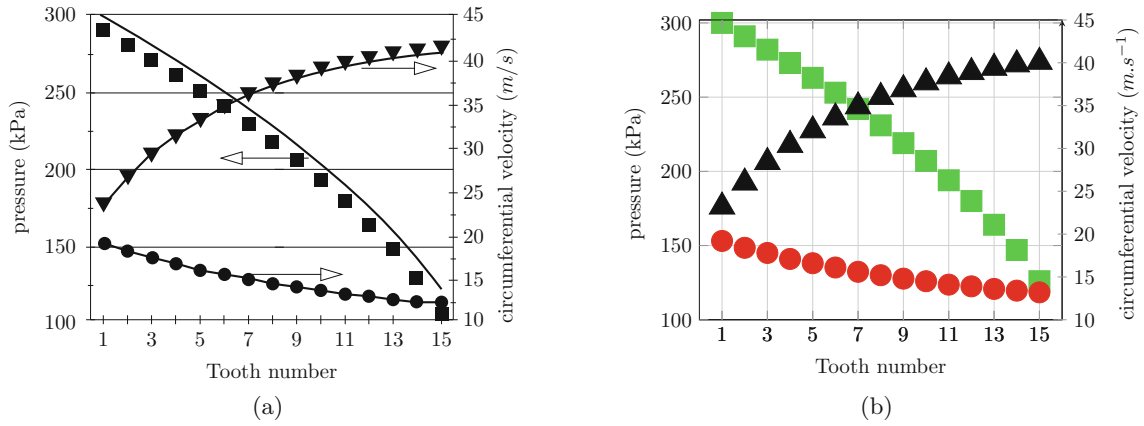 300
250
200
150
100
pressure (kPa)
45
40
35
30
25
20
15
10
circumferential velocity (m/s)
1 3 5 7 9 11 13 15
Tooth number
(a)
300
250
200
150
100
pressure (kPa)
45
40
35
30
25
20
15
10
circumferential velocity (m.s⁻¹)
1 3 5 7 9 11 13 15
Tooth number
(b)